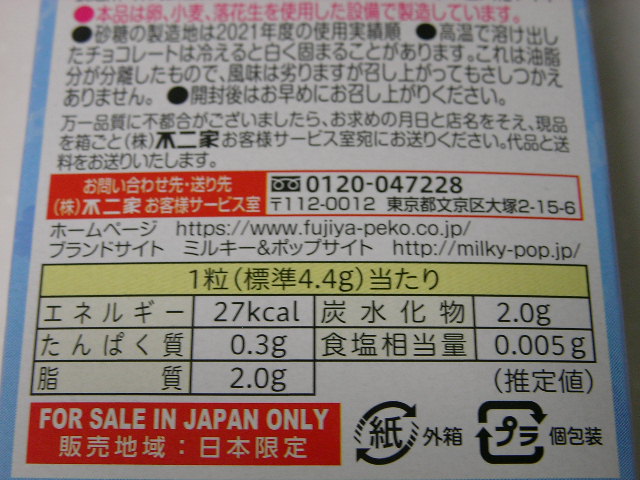 ●本品は卵、小麦、落花生を使用した設備で製造しています。
●砂糖の製造地は2021年度の使用実績順 ●高温で溶け出し
たチョコレートは冷えると白く固まることがあります。これは油脂
分が分離したもので、風味は劣りますが召し上がってもさしつかえ
ありません。 ●開封後はお早めにお召し上がりください。
万一品質に不都合がございましたら、お求めの月日と店名をそえ、現品
を箱ごと(株)不二家お客様サービス室宛にお送りください。代品と送
料をお送りいたします。
お問い合わせ先・送り先
(株)不二家お客様サービス室
0120-047228
〒112-0012 東京都文京区大塚2-15-6
ホームページ https://www.fujiya-peko.co.jp/
ブランドサイト ミルキー&ポップサイト http://milky-pop.jp/
1粒(標準4.4g)当たり
エネルギー 27kcal 炭水化物 2.0g
たんぱく質 0.3g 食塩相当量 0.005g
脂質 2.0g (推定値)
FOR SALE IN JAPAN ONLY
販売地域:日本限定
紙 外箱
プラ 個包装